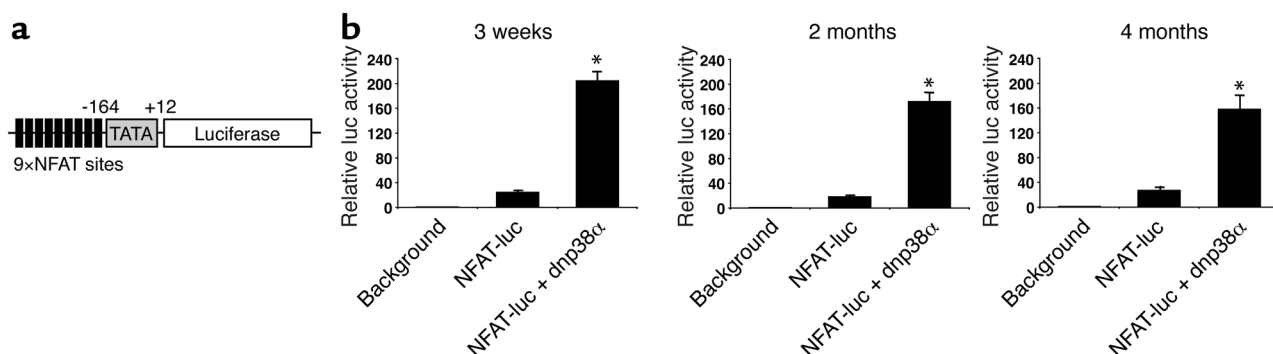 a
-164 +12
TATA
Luciferase
9×NFAT sites
b
3 weeks
Relative luc activity
240
200
160
120
80
40
0
*
Background
NFAT-luc
NFAT-luc + dnp38α
2 months
Relative luc activity
240
200
160
120
80
40
0
*
Background
NFAT-luc
NFAT-luc + dnp38α
4 months
Relative luc activity
240
200
160
120
80
40
0
*
Background
NFAT-luc
NFAT-luc + dnp38α